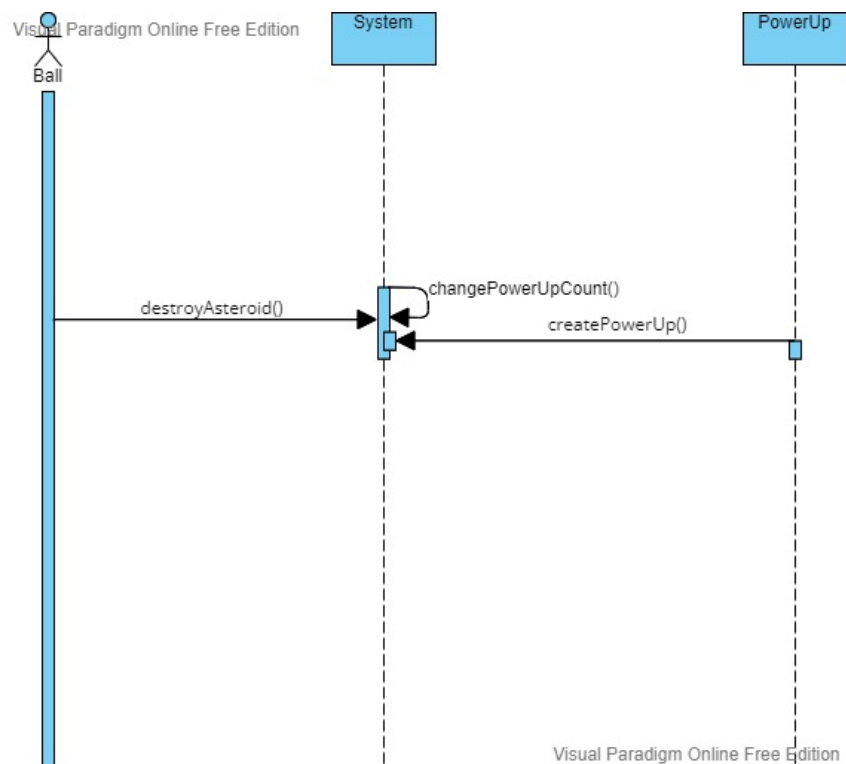 System
PowerUp
Visual Paradigm Online Free Edition
Ball
changePowerUpCount()
destroyAsteroid()
createPowerUp()
Visual Paradigm Online Free Edition